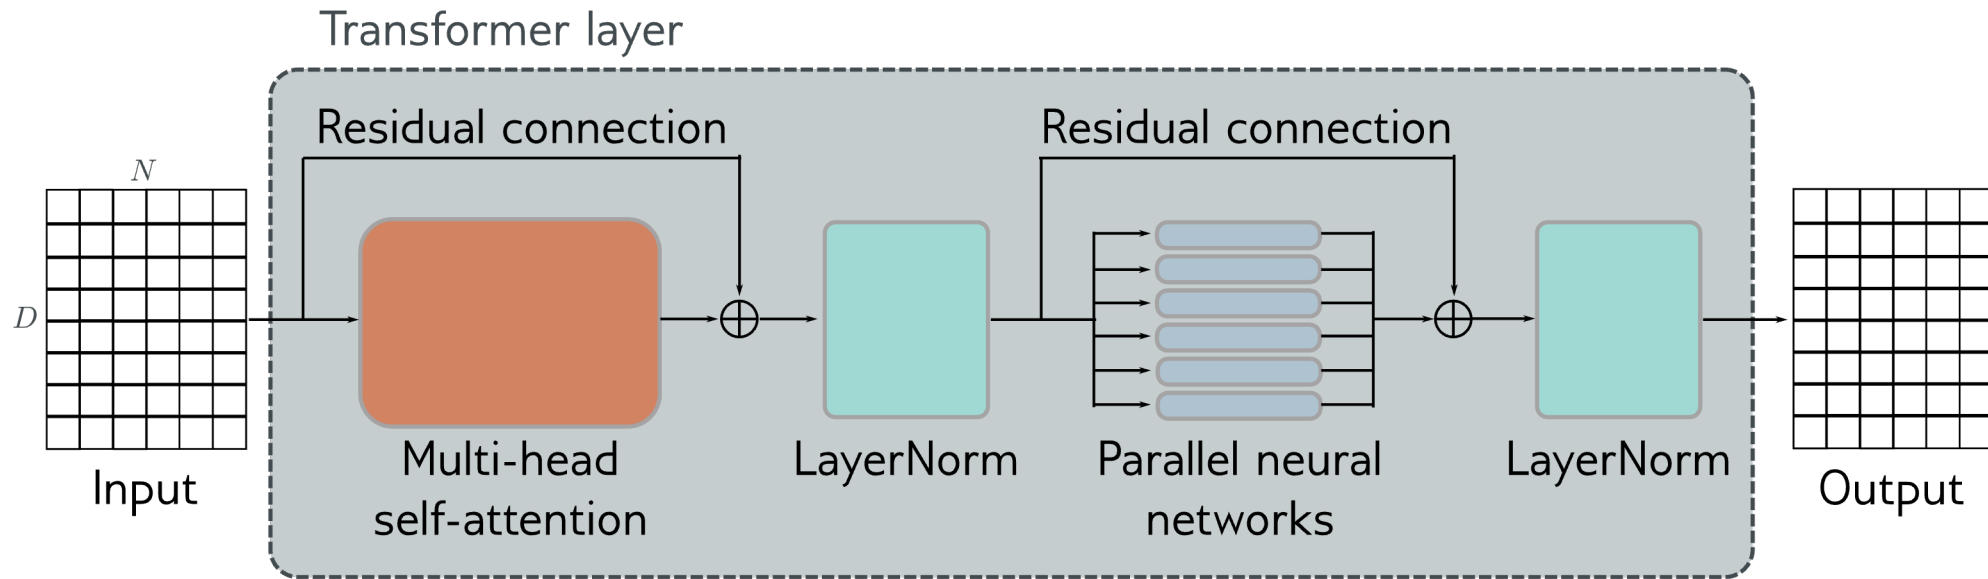 Transformer layer
Residual connection
Residual connection
N
D
Input
Multi-head
self-attention
LayerNorm
Parallel neural
networks
LayerNorm
Output